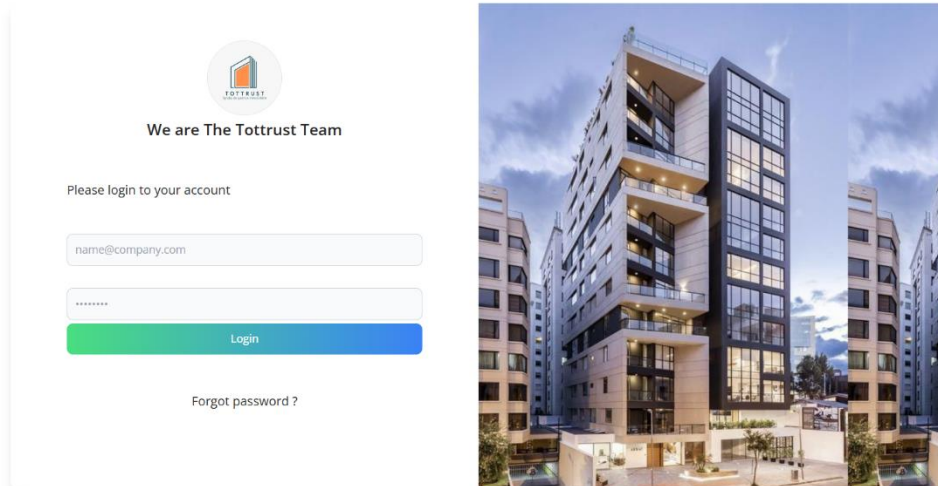 TOTTRUST
We are The Tottrust Team
Please login to your account
name@company.com
••••••••
Login
Forgot password ?